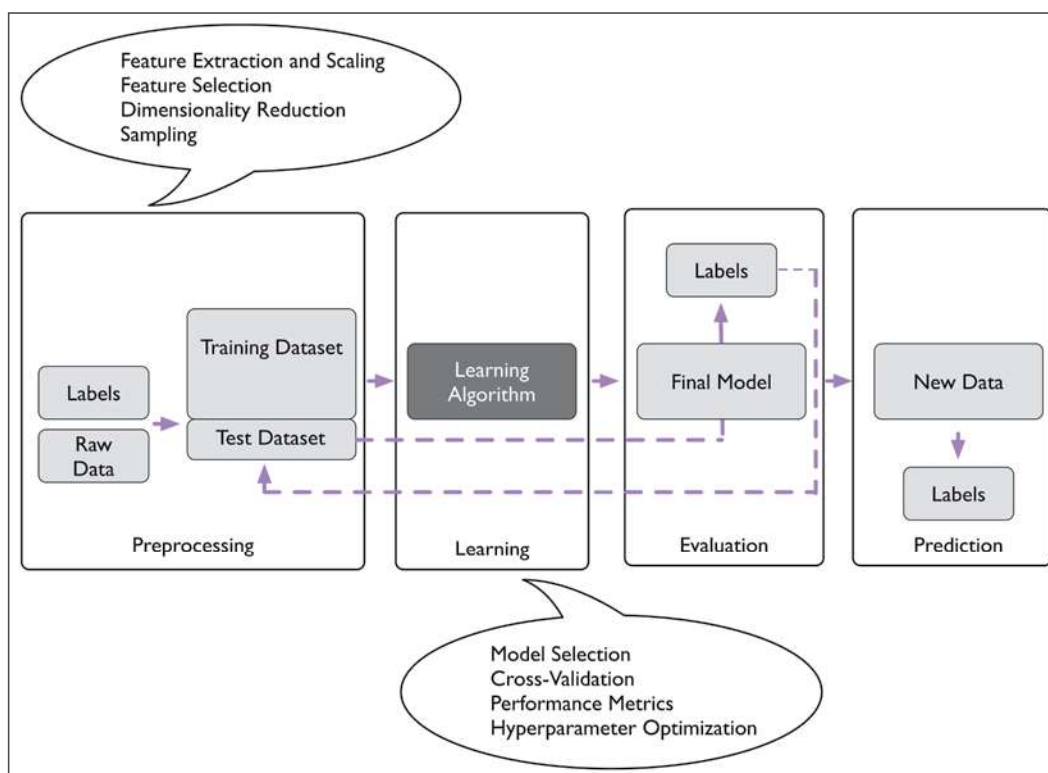 Feature Extraction and Scaling
Feature Selection
Dimensionality Reduction
Sampling
Labels
Raw
Data
Training Dataset
Test Dataset
Preprocessing
Learning
Algorithm
Learning
Labels
Final Model
Evaluation
New Data
Labels
Prediction
Model Selection
Cross-Validation
Performance Metrics
Hyperparameter Optimization